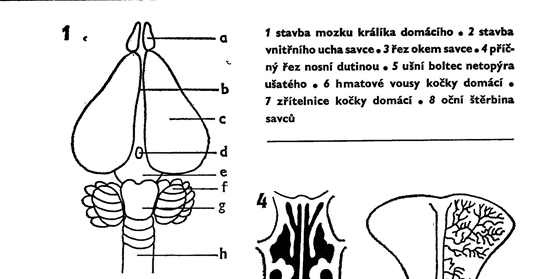 1
a
b
c
d
e
f
g
h
1 stavba mozku králíka domácího • 2 stavba
vnitřního ucha savce • 3 řez okem savce • 4 příč-
ný řez nosní dutinou • 5 ušní boltec netopýra
ušatého • 6 hmatové vousy kočky domácí •
7 zřítelnice kočky domácí • 8 oční štěrbina
savců
4